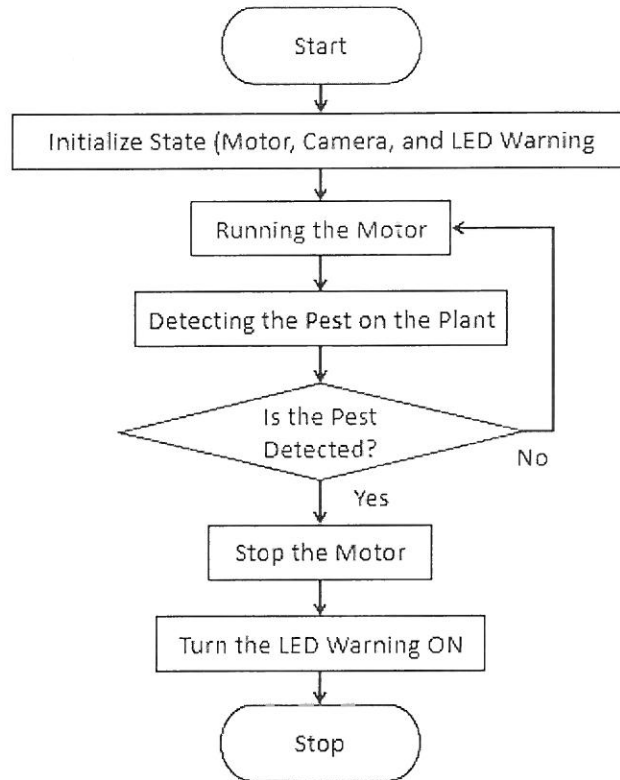 Start
Initialize State (Motor, Camera, and LED Warning
Running the Motor
Detecting the Pest on the Plant
Is the Pest
Detected?
No
Yes
Stop the Motor
Turn the LED Warning ON
Stop